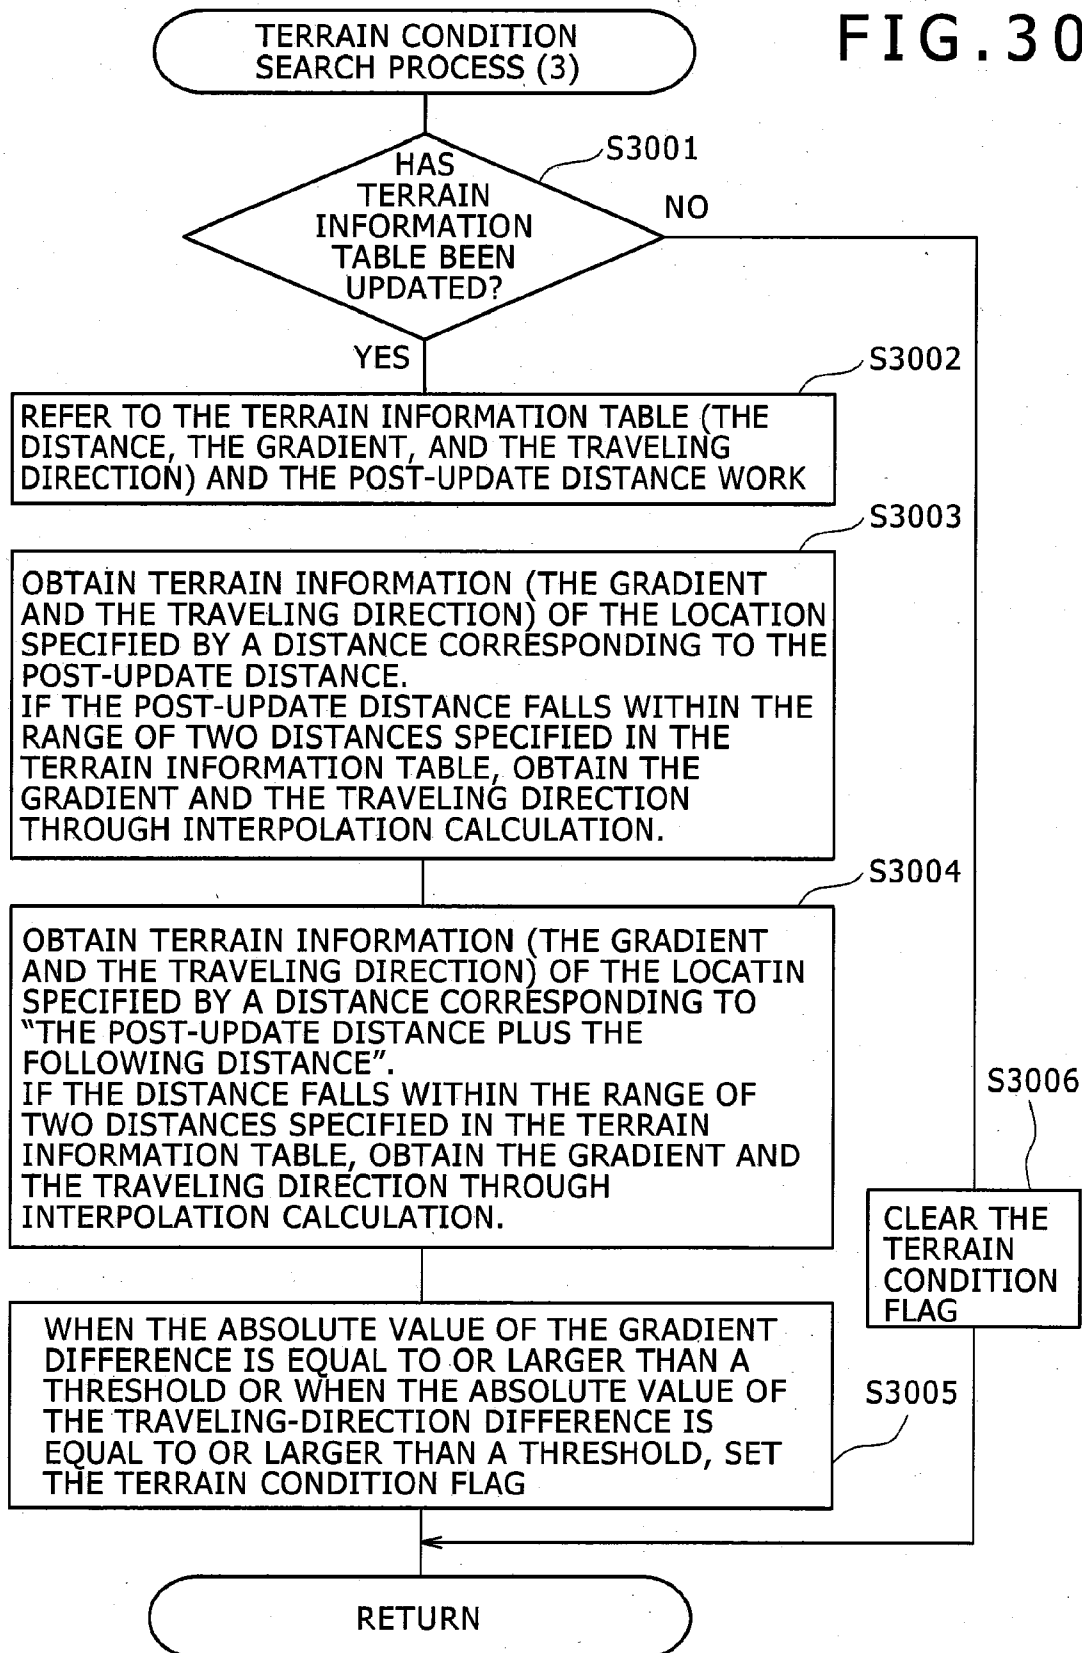 FIG.30
TERRAIN CONDITION
SEARCH PROCESS (3)
S3001
HAS
TERRAIN
INFORMATION
TABLE BEEN
UPDATED?
NO
YES
S3002
REFER TO THE TERRAIN INFORMATION TABLE (THE
DISTANCE, THE GRADIENT, AND THE TRAVELING
DIRECTION) AND THE POST-UPDATE DISTANCE WORK
S3003
OBTAIN TERRAIN INFORMATION (THE GRADIENT
AND THE TRAVELING DIRECTION) OF THE LOCATION
SPECIFIED BY A DISTANCE CORRESPONDING TO THE
POST-UPDATE DISTANCE.
IF THE POST-UPDATE DISTANCE FALLS WITHIN THE
RANGE OF TWO DISTANCES SPECIFIED IN THE
TERRAIN INFORMATION TABLE, OBTAIN THE
GRADIENT AND THE TRAVELING DIRECTION
THROUGH INTERPOLATION CALCULATION.
S3004
OBTAIN TERRAIN INFORMATION (THE GRADIENT
AND THE TRAVELING DIRECTION) OF THE LOCATIN
SPECIFIED BY A DISTANCE CORRESPONDING TO
“THE POST-UPDATE DISTANCE PLUS THE
FOLLOWING DISTANCE”.
IF THE DISTANCE FALLS WITHIN THE RANGE OF
TWO DISTANCES SPECIFIED IN THE TERRAIN
INFORMATION TABLE, OBTAIN THE GRADIENT AND
THE TRAVELING DIRECTION THROUGH
INTERPOLATION CALCULATION.
S3006
CLEAR THE
TERRAIN
CONDITION
FLAG
WHEN THE ABSOLUTE VALUE OF THE GRADIENT
DIFFERENCE IS EQUAL TO OR LARGER THAN A
THRESHOLD OR WHEN THE ABSOLUTE VALUE OF
THE TRAVELING-DIRECTION DIFFERENCE IS
EQUAL TO OR LARGER THAN A THRESHOLD, SET
THE TERRAIN CONDITION FLAG
S3005
RETURN